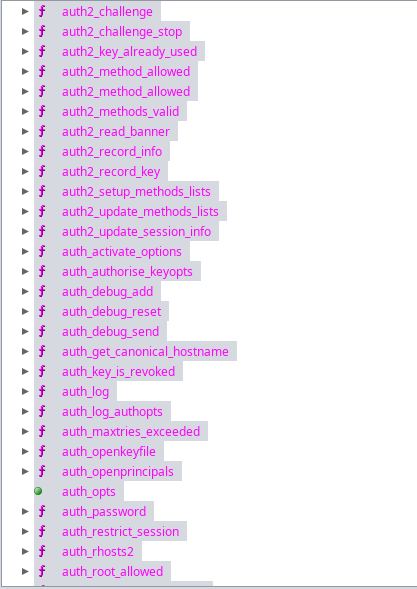 auth2_challenge
auth2_challenge_stop
auth2_key_already_used
auth2_method_allowed
auth2_method_allowed
auth2_methods_valid
auth2_read_banner
auth2_record_info
auth2_record_key
auth2_setup_methods_lists
auth2_update_methods_lists
auth2_update_session_info
auth_activate_options
auth_authorise_keyopts
auth_debug_add
auth_debug_reset
auth_debug_send
auth_get_canonical_hostname
auth_key_is_revoked
auth_log
auth_log_authopts
auth_maxtries_exceeded
auth_openkeyfile
auth_openprincipals
auth_opts
auth_password
auth_restrict_session
auth_rhosts2
auth_root_allowed